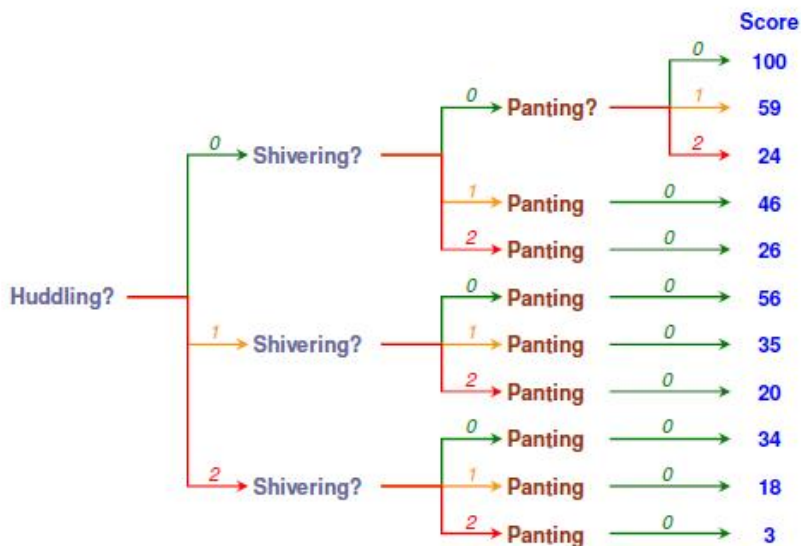 Score
0 100
0 Panting? 1 59
0 Shivering? 2 24
1 Panting 0 46
2 Panting 0 26
Huddling? 0 Panting 0 56
1 Shivering? 1 Panting 0 35
2 Panting 0 20
0 Panting 0 34
2 Shivering? 1 Panting 0 18
2 Panting 0 3